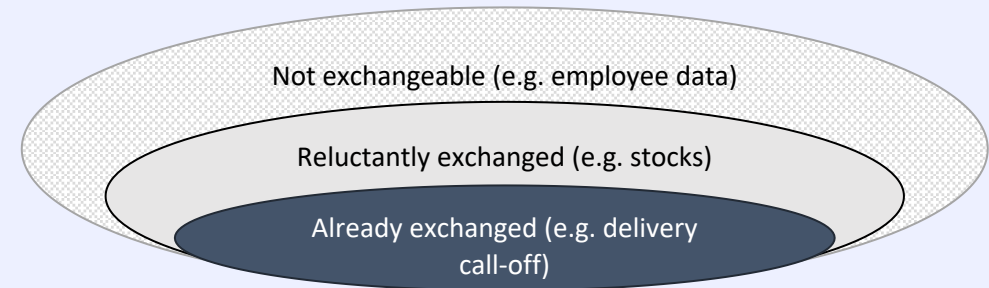 Not exchangeable (e.g. employee data)
Reluctantly exchanged (e.g. stocks)
Already exchanged (e.g. delivery
call-off)